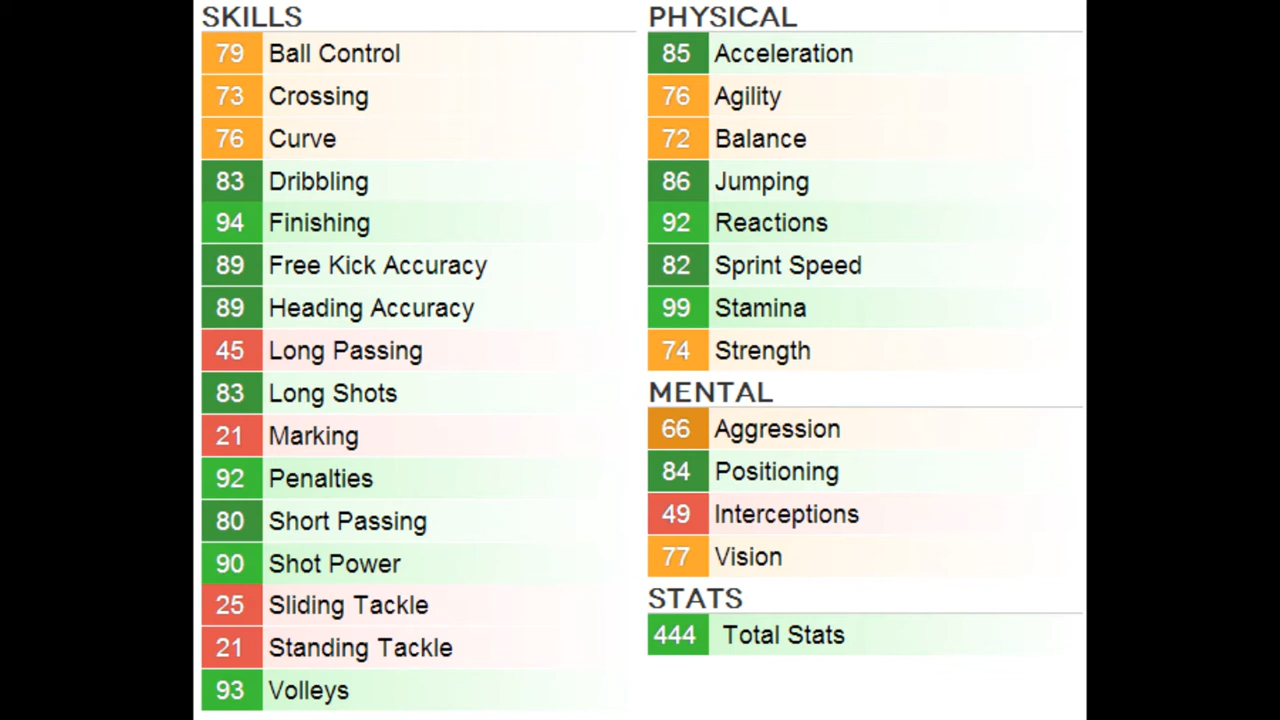 SKILLS
79 Ball Control
73 Crossing
76 Curve
83 Dribbling
94 Finishing
89 Free Kick Accuracy
89 Heading Accuracy
45 Long Passing
83 Long Shots
21 Marking
92 Penalties
80 Short Passing
90 Shot Power
25 Sliding Tackle
21 Standing Tackle
93 Volleys
PHYSICAL
85 Acceleration
76 Agility
72 Balance
86 Jumping
92 Reactions
82 Sprint Speed
99 Stamina
74 Strength
MENTAL
66 Aggression
84 Positioning
49 Interceptions
77 Vision
STATS
444 Total Stats